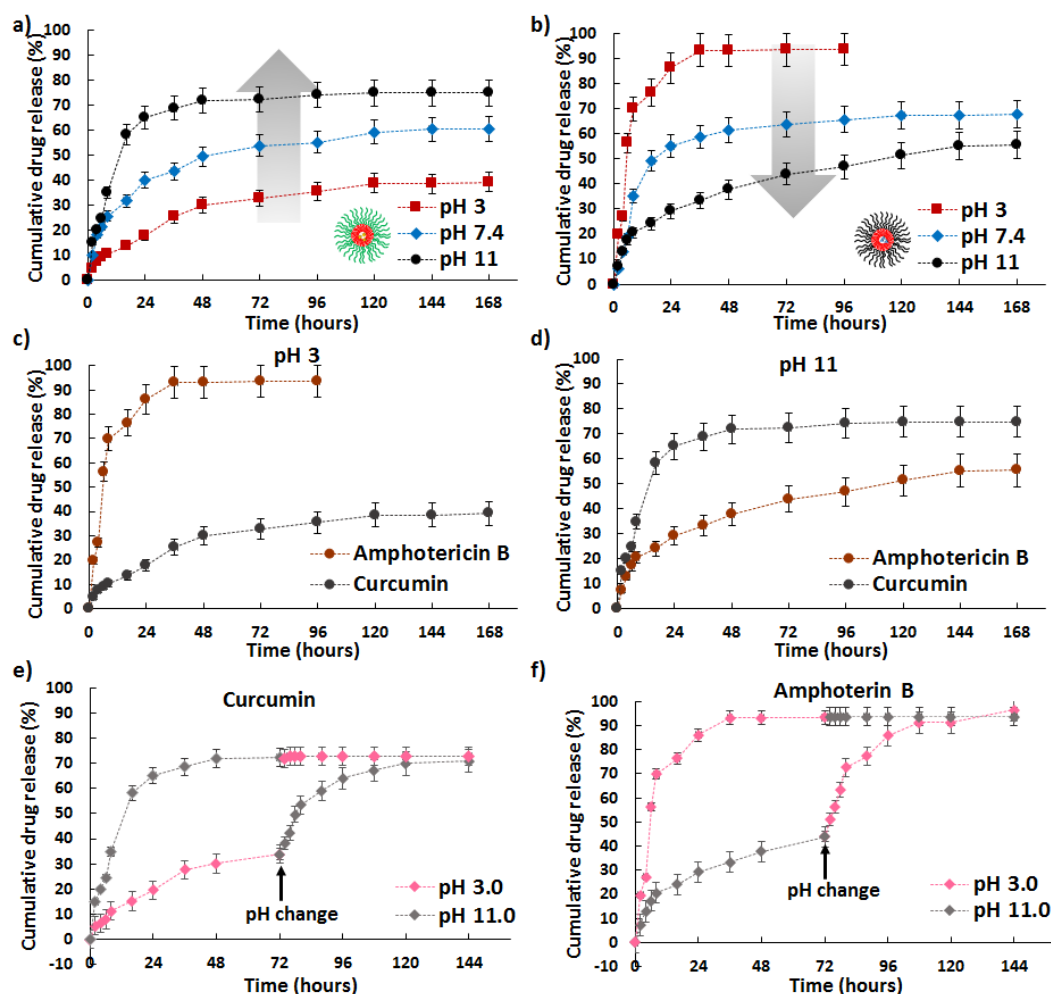 a)
Cumulative drug release (%)
100
90
80
70
60
50
40
30
20
10
0
pH 3
pH 7.4
pH 11
0 24 48 72 96 120 144 168
Time (hours)
b)
Cumulative drug release (%)
100
90
80
70
60
50
40
30
20
10
0
pH 3
pH 7.4
pH 11
0 24 48 72 96 120 144 168
Time (hours)
c)
pH 3
Cumulative drug release (%)
100
90
80
70
60
50
40
30
20
10
0
Amphotericin B
Curcumin
0 24 48 72 96 120 144 168
Time (hours)
d)
pH 11
Cumulative drug release (%)
100
90
80
70
60
50
40
30
20
10
0
Amphotericin B
Curcumin
0 24 48 72 96 120 144 168
Time (hours)
e)
Curcumin
Cumulative drug release (%)
100
90
80
70
60
50
40
30
20
10
0
-10
pH change
pH 3.0
pH 11.0
0 24 48 72 96 120 144
Time (hours)
f)
Amphoterin B
Cumulative drug release (%)
100
90
80
70
60
50
40
30
20
10
0
-10
pH change
pH 3.0
pH 11.0
0 24 48 72 96 120 144
Time (hours)